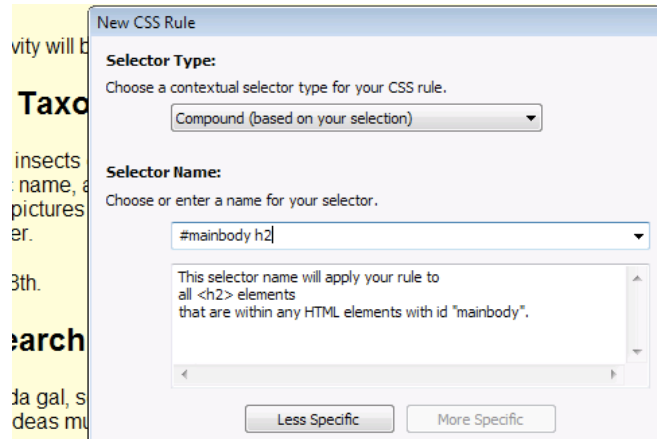 New CSS Rule
vity will b
Selector Type:
Choose a contextual selector type for your CSS rule.
Taxo
Compound (based on your selection)
insects
Selector Name:
name, a
Choose or enter a name for your selector.
pictures
er.
#mainbody h2
This selector name will apply your rule to
3th.
all <h2> elements
that are within any HTML elements with id "mainbody".
earch
da gal, s
deas mu
Less Specific
More Specific